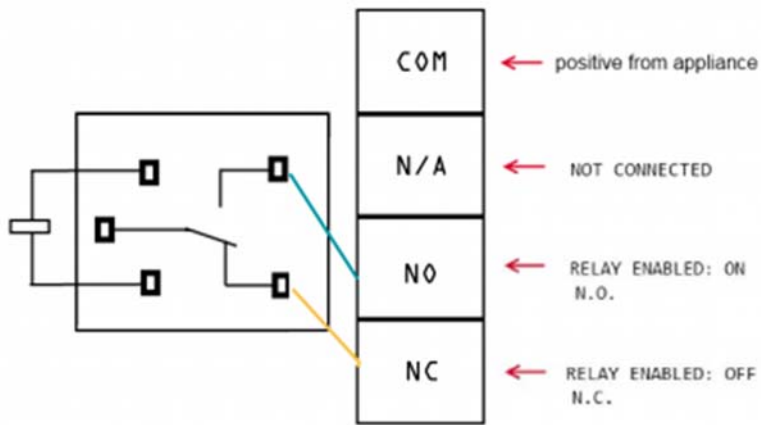 COM
positive from appliance
N/A
NOT CONNECTED
NO
RELAY ENABLED: ON
N.O.
NC
RELAY ENABLED: OFF
N.C.